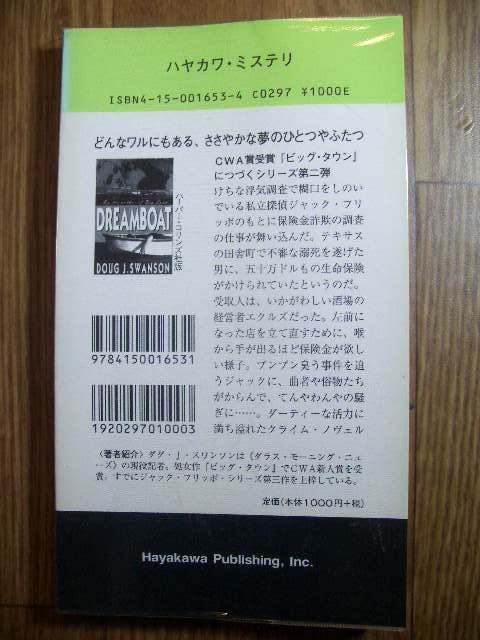 ハヤカワ・ミステリ
ISBN4-15-001653-4 C0297 ¥1000E
どんなワルにもある、ささやかな夢のひとつやふたつ
DREAMBOAT
DOUG J. SWANSON
ハーパー・コリンズ社版
CWA賞受賞『ビッグ・タウン』
につづくシリーズ第二弾
けちな浮気調査で糊口をしのいで
いる私立探偵ジャック・フリ
ッポのもとに保険金詐欺の調査
の仕事が舞い込んだ。テキサス
の田舎町で不審な溺死を遂げた
男に、五十万ドルもの生命保険
がかけられていたというのだ。
受取人は、いかがわしい酒場の
経営者エクルズだった。左前に
なった店を立て直すために、喉
から手が出るほど保険金が欲し
い様子。プンプン臭う事件を追
うジャックに、曲者や俗物たち
がからんで、てんやわんやの騒
ぎに……。ダーティーな活力に
満ち溢れたクライム・ノヴェル
9784150016531
1920297010003
〈著者紹介〉ダグ・J・スワンソンは《ダラス・モーニング・ニュ
ーズ》の現役記者。処女作『ビッグ・タウン』でCWA新人賞を受
賞。すでにジャック・フリッポ・シリーズ第三作を上梓している。
定価(本体1000円+税)
Hayakawa Publishing, Inc.